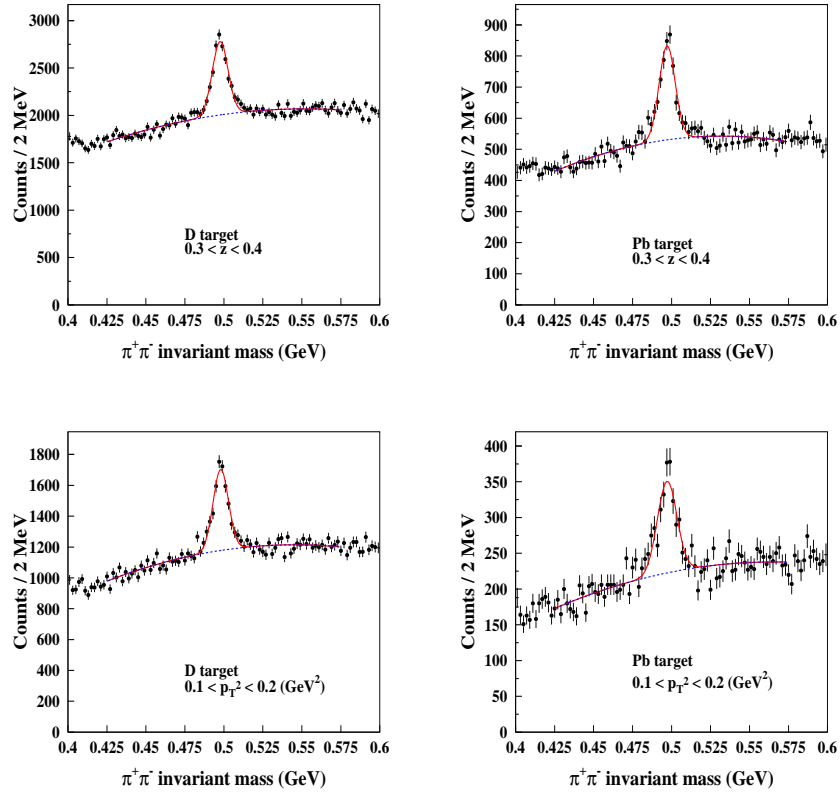 Counts / 2 MeV
3000
2500
2000
1500
1000
500
0
D target
0.3 < z < 0.4
0.4 0.425 0.45 0.475 0.5 0.525 0.55 0.575 0.6
π⁺π⁻ invariant mass (GeV)
Counts / 2 MeV
900
800
700
600
500
400
300
200
100
0
Pb target
0.3 < z < 0.4
0.4 0.425 0.45 0.475 0.5 0.525 0.55 0.575 0.6
π⁺π⁻ invariant mass (GeV)
Counts / 2 MeV
1800
1600
1400
1200
1000
800
600
400
200
0
D target
0.1 < p_T² < 0.2 (GeV²)
0.4 0.425 0.45 0.475 0.5 0.525 0.55 0.575 0.6
π⁺π⁻ invariant mass (GeV)
Counts / 2 MeV
400
350
300
250
200
150
100
50
0
Pb target
0.1 < p_T² < 0.2 (GeV²)
0.4 0.425 0.45 0.475 0.5 0.525 0.55 0.575 0.6
π⁺π⁻ invariant mass (GeV)